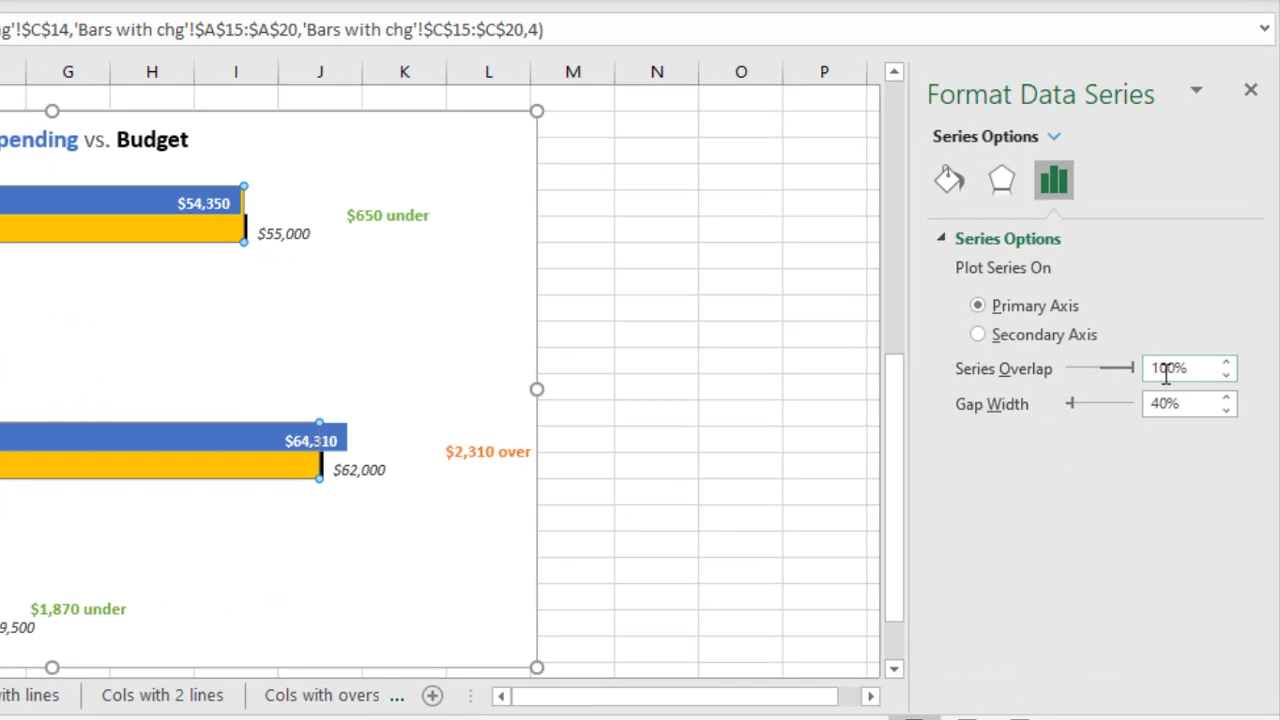 g'!$C$14,'Bars with chg'!$A$15:$A$20,'Bars with chg'!$C$15:$C$20,4)
G H I J K L M N O P
pending vs. Budget
$54,350
$650 under
$55,000
$64,310
$2,310 over
$62,000
$1,870 under
9,500
ith lines Cols with 2 lines Cols with overs ...
Format Data Series
Series Options
Series Options
Plot Series On
Primary Axis
Secondary Axis
Series Overlap 100%
Gap Width 40%